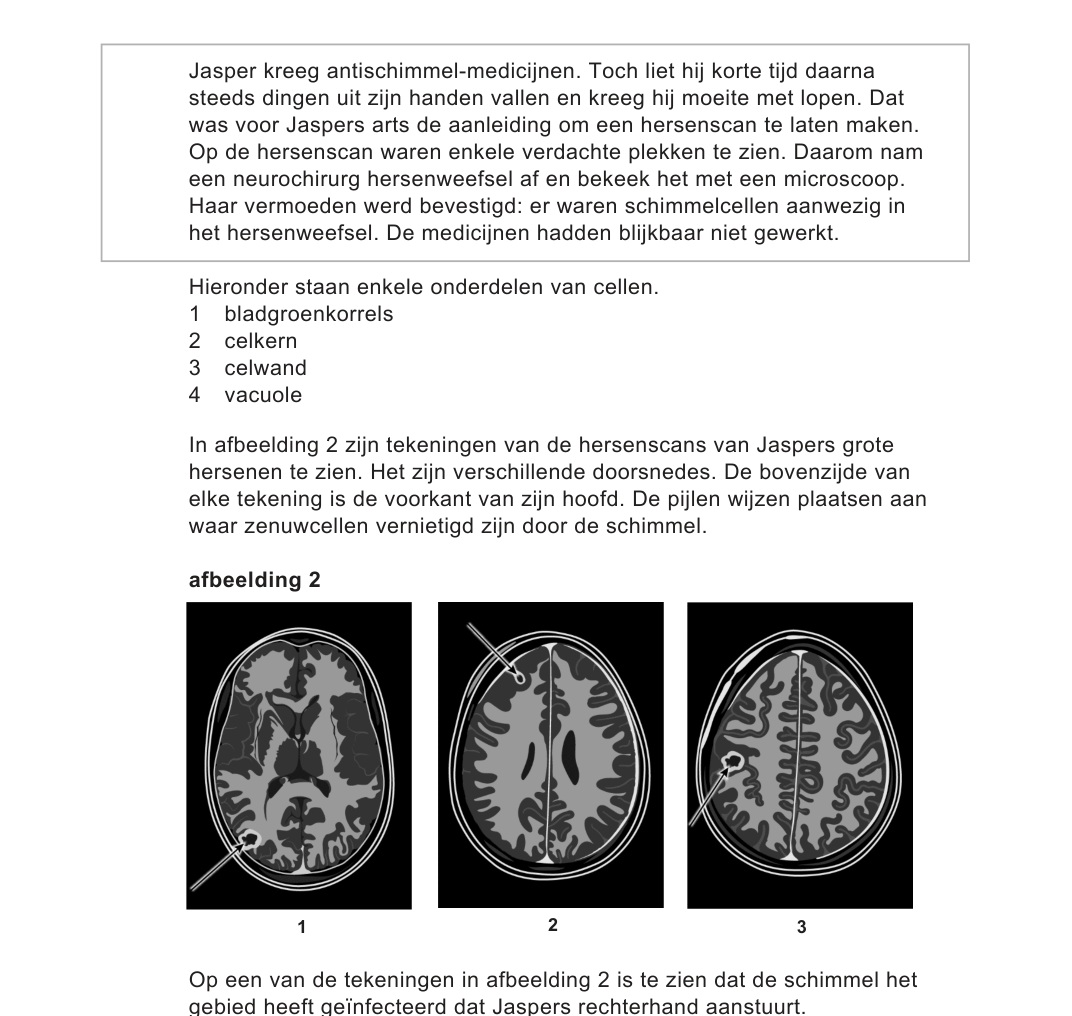 Jasper kreeg antischimmel-medicijnen. Toch liet hij korte tijd daarna
steeds dingen uit zijn handen vallen en kreeg hij moeite met lopen. Dat
was voor Jaspers arts de aanleiding om een hersenscan te laten maken.
Op de hersenscan waren enkele verdachte plekken te zien. Daarom nam
een neurochirurg hersenweefsel af en bekeek het met een microscoop.
Haar vermoeden werd bevestigd: er waren schimmelcellen aanwezig in
het hersenweefsel. De medicijnen hadden blijkbaar niet gewerkt.
Hieronder staan enkele onderdelen van cellen.
1 bladgroenkorrels
2 celkern
3 celwand
4 vacuole
In afbeelding 2 zijn tekeningen van de hersenscans van Jaspers grote
hersenen te zien. Het zijn verschillende doorsnedes. De bovenzijde van
elke tekening is de voorkant van zijn hoofd. De pijlen wijzen plaatsen aan
waar zenuwcellen vernietigd zijn door de schimmel.
afbeelding 2
1 2 3
Op een van de tekeningen in afbeelding 2 is te zien dat de schimmel het
gebied heeft geïnfecteerd dat Jaspers rechterhand aanstuurt.